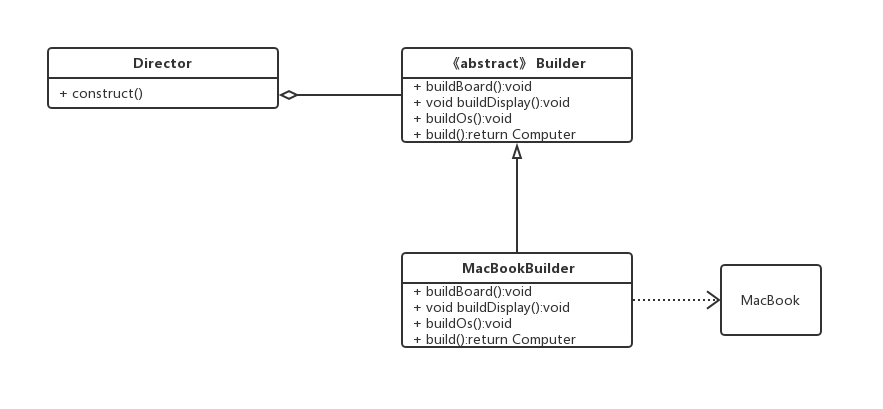 Director
+ construct()
《abstract》 Builder
+ buildBoard():void
+ void buildDisplay():void
+ buildOs():void
+ build():return Computer
MacBookBuilder
+ buildBoard():void
+ void buildDisplay():void
+ buildOs():void
+ build():return Computer
MacBook